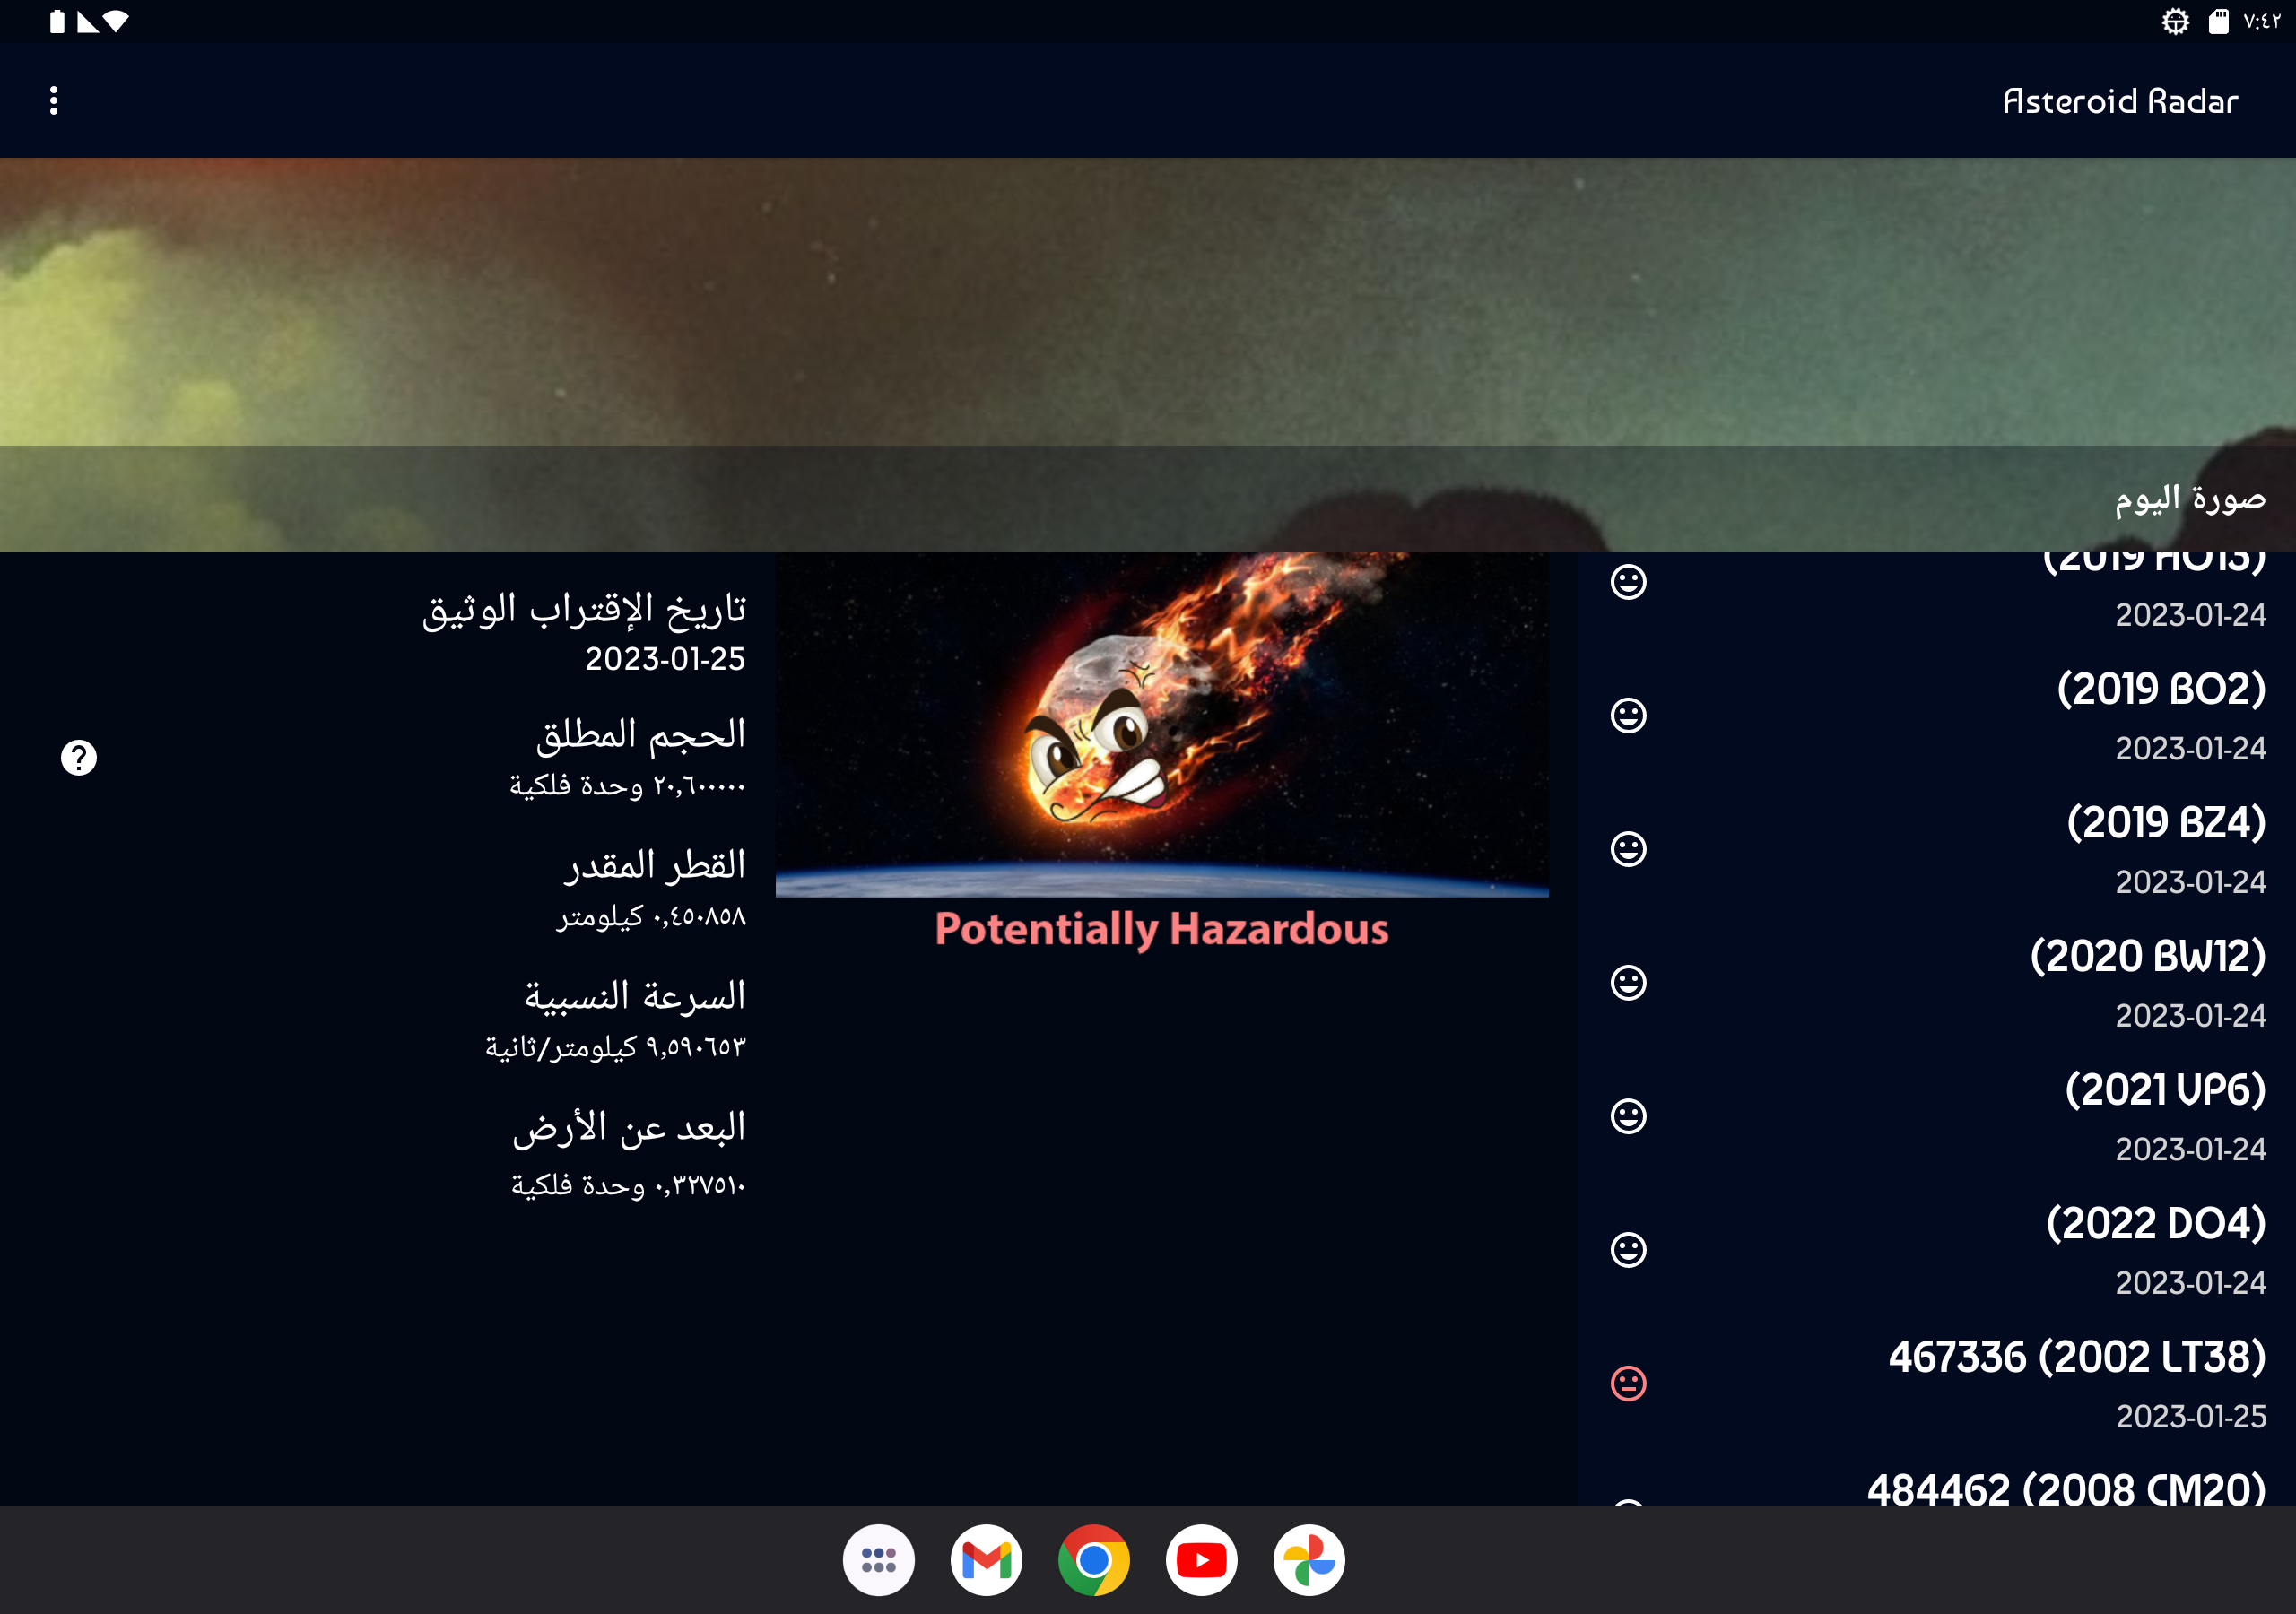 ٧:٤٢
Asteroid Radar
صورة اليوم
(2019 HO13)
2023-01-24
(2019 BO2)
2023-01-24
(2019 BZ4)
2023-01-24
(2020 BW12)
2023-01-24
(2021 VP6)
2023-01-24
(2022 DO4)
2023-01-24
467336 (2002 LT38)
2023-01-25
484462 (2008 CM20)
Potentially Hazardous
تاريخ الإقتراب الوثيق
2023-01-25
الحجم المطلق
٢٠,٦٠٠٠٠٠ وحدة فلكية
القطر المقدر
٠,٤٥٠٨٥٨ كيلومتر
السرعة النسبية
٩,٥٩٠٦٥٣ كيلومتر/ثانية
البعد عن الأرض
٠,٣٢٧٥١٠ وحدة فلكية